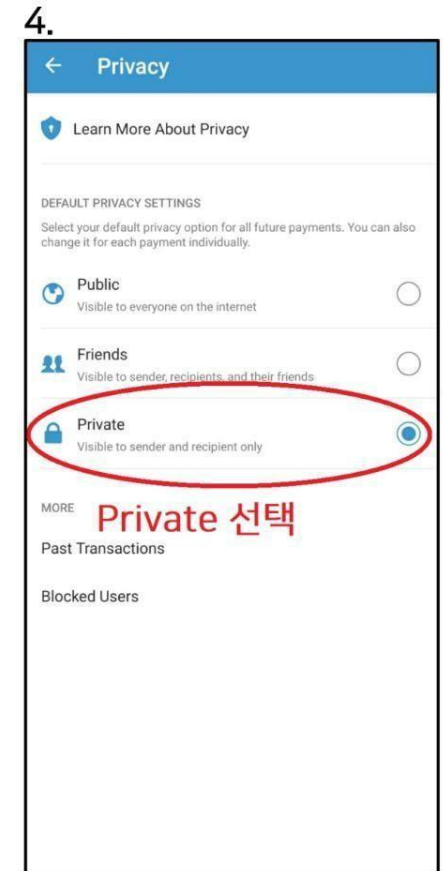 4.
Privacy
Learn More About Privacy
DEFAULT PRIVACY SETTINGS
Select your default privacy option for all future payments. You can also
change it for each payment individually.
Public
Visible to everyone on the internet
Friends
Visible to sender, recipients, and their friends
Private
Visible to sender and recipient only
MORE
Private 선택
Past Transactions
Blocked Users